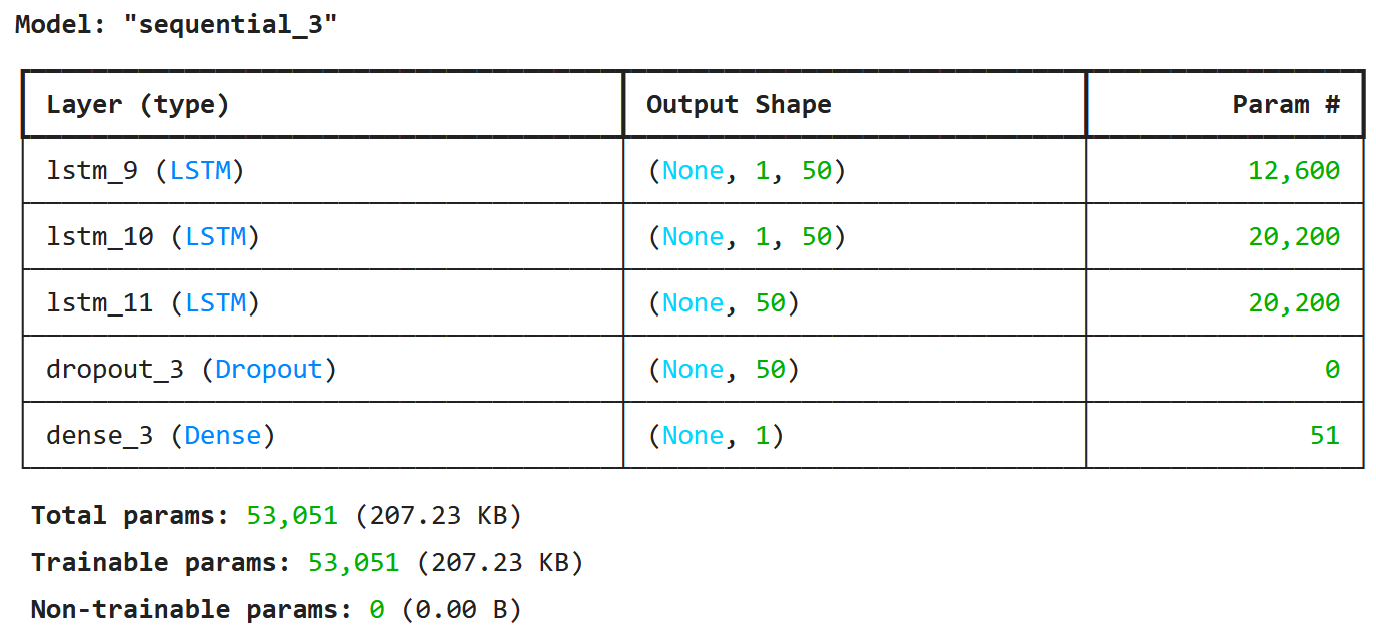 Model: "sequential_3"
Layer (type) Output Shape Param #
lstm_9 (LSTM) (None, 1, 50) 12,600
lstm_10 (LSTM) (None, 1, 50) 20,200
lstm_11 (LSTM) (None, 50) 20,200
dropout_3 (Dropout) (None, 50) 0
dense_3 (Dense) (None, 1) 51
Total params: 53,051 (207.23 KB)
Trainable params: 53,051 (207.23 KB)
Non-trainable params: 0 (0.00 B)